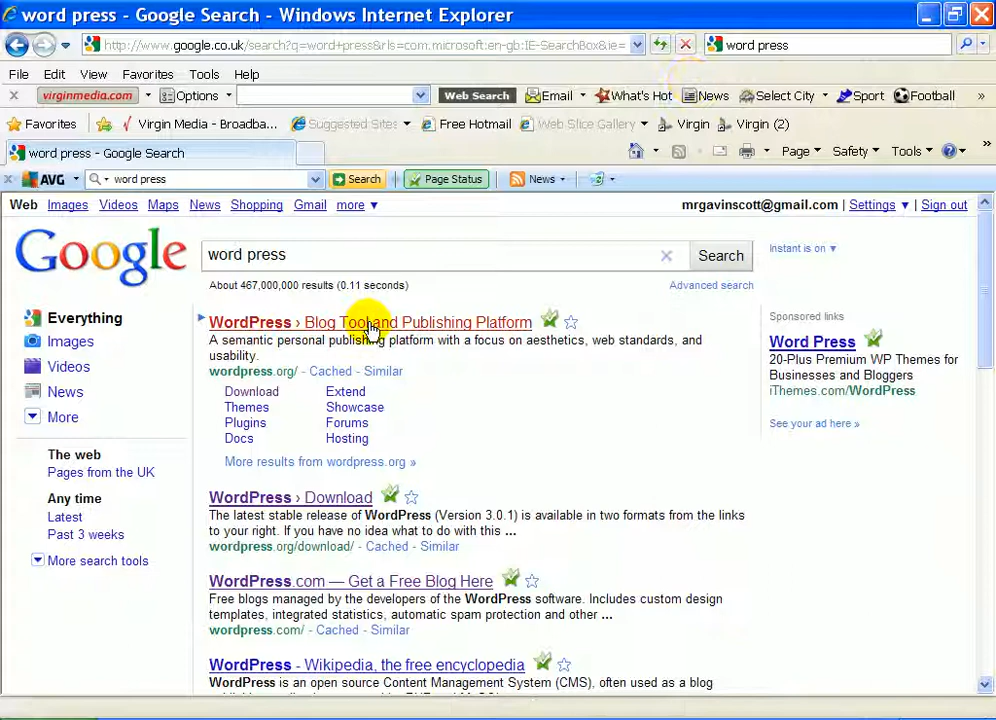 word press - Google Search - Windows Internet Explorer
http://www.google.co.uk/search?q=word+press&rls=com.microsoft:en-gb:IE-SearchBox&ie=
word press
File Edit View Favorites Tools Help
virginmedia.com Options Web Search Email What's Hot News Select City Sport Football »
Favorites Virgin Media - Broadba... Suggested Sites Free Hotmail Web Slice Gallery Virgin Virgin (2)
word press - Google Search Page Safety Tools »
AVG word press Search Page Status News
Web Images Videos Maps News Shopping Gmail more mrgavinscott@gmail.com Settings Sign out
Google
word press
Search
Instant is on
About 467,000,000 results (0.11 seconds)
Advanced search
Everything
Images
Videos
News
More
The web
Pages from the UK
Any time
Latest
Past 3 weeks
More search tools
WordPress › Blog Tool and Publishing Platform
A semantic personal publishing platform with a focus on aesthetics, web standards, and
usability.
wordpress.org/ - Cached - Similar
Download Extend
Themes Showcase
Plugins Forums
Docs Hosting
More results from wordpress.org »
WordPress › Download
The latest stable release of WordPress (Version 3.0.1) is available in two formats from the links
to your right. If you have no idea what to do with this ...
wordpress.org/download/ - Cached - Similar
WordPress.com — Get a Free Blog Here
Free blogs managed by the developers of the WordPress software. Includes custom design
templates, integrated statistics, automatic spam protection and other ...
wordpress.com/ - Cached - Similar
WordPress - Wikipedia, the free encyclopedia
WordPress is an open source Content Management System (CMS), often used as a blog
Sponsored links
Word Press
20-Plus Premium WP Themes for
Businesses and Bloggers
iThemes.com/WordPress
See your ad here »